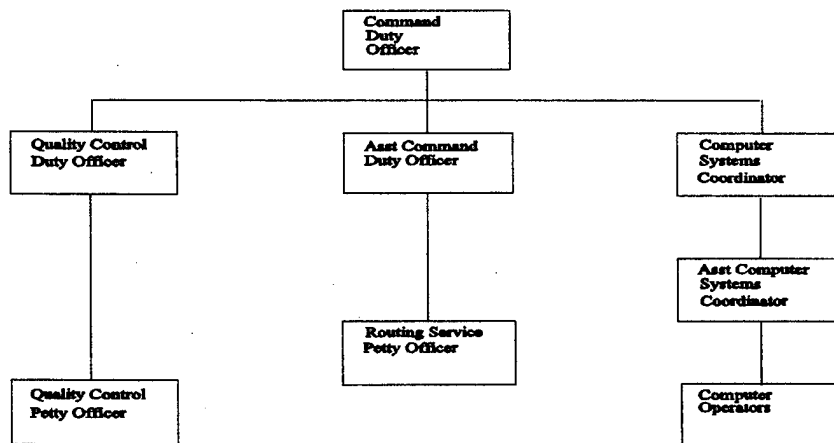 Command
Duty
Officer
Quality Control
Duty Officer
Asst Command
Duty Officer
Computer
Systems
Coordinator
Asst Computer
Systems
Coordinator
Routing Service
Petty Officer
Quality Control
Petty Officer
Computer
Operators